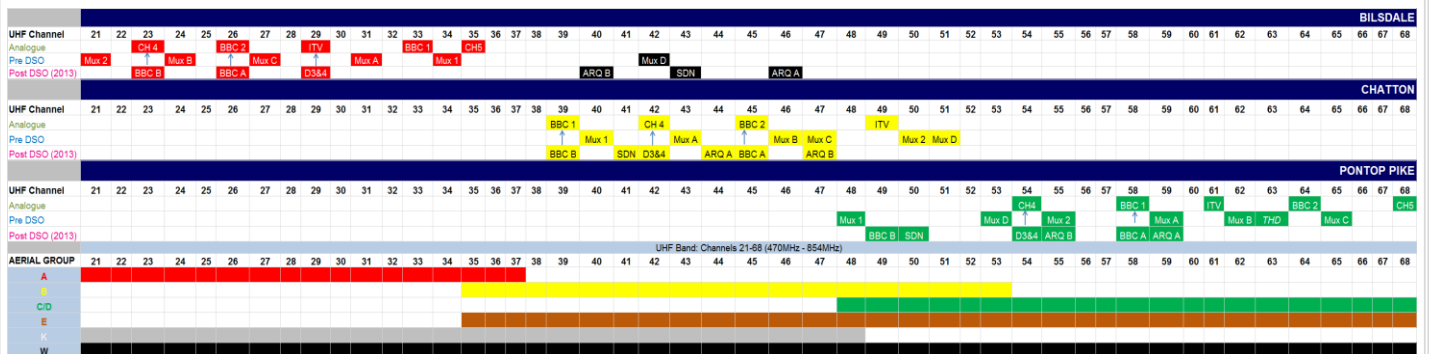 BILSDALE
UHF Channel 21 22 23 24 25 26 27 28 29 30 31 32 33 34 35 36 37 38 39 40 41 42 43 44 45 46 47 48 49 50 51 52 53 54 55 56 57 58 59 60 61 62 63 64 65 66 67 68
Analogue CH 4 BBC 2 ITV BBC 1 CH5
Pre DSO Mux 2 ↑ Mux B ↑ Mux C ↑ Mux A Mux 1 Mux D
Post DSO (2013) BBC B BBC A D3&4 ARQ B SDN ARQ A
CHATTON
UHF Channel 21 22 23 24 25 26 27 28 29 30 31 32 33 34 35 36 37 38 39 40 41 42 43 44 45 46 47 48 49 50 51 52 53 54 55 56 57 58 59 60 61 62 63 64 65 66 67 68
Analogue BBC 1 CH 4 BBC 2 ITV
Pre DSO ↑ Mux 1 ↑ Mux A ↑ Mux B Mux C Mux 2 Mux D
Post DSO (2013) BBC B SDN D3&4 ARQ A BBC A ARQ B
PONTOP PIKE
UHF Channel 21 22 23 24 25 26 27 28 29 30 31 32 33 34 35 36 37 38 39 40 41 42 43 44 45 46 47 48 49 50 51 52 53 54 55 56 57 58 59 60 61 62 63 64 65 66 67 68
Analogue CH4 BBC 1 ITV BBC 2 CH5
Pre DSO Mux 1 Mux D ↑ Mux 2 ↑ Mux A Mux B THD Mux C
Post DSO (2013) BBC B SDN D3&4 ARQ B BBC A ARQ A
UHF Band: Channels 21-68 (470MHz - 854MHz)
AERIAL GROUP 21 22 23 24 25 26 27 28 29 30 31 32 33 34 35 36 37 38 39 40 41 42 43 44 45 46 47 48 49 50 51 52 53 54 55 56 57 58 59 60 61 62 63 64 65 66 67 68
A
B
C/D
E
K
W